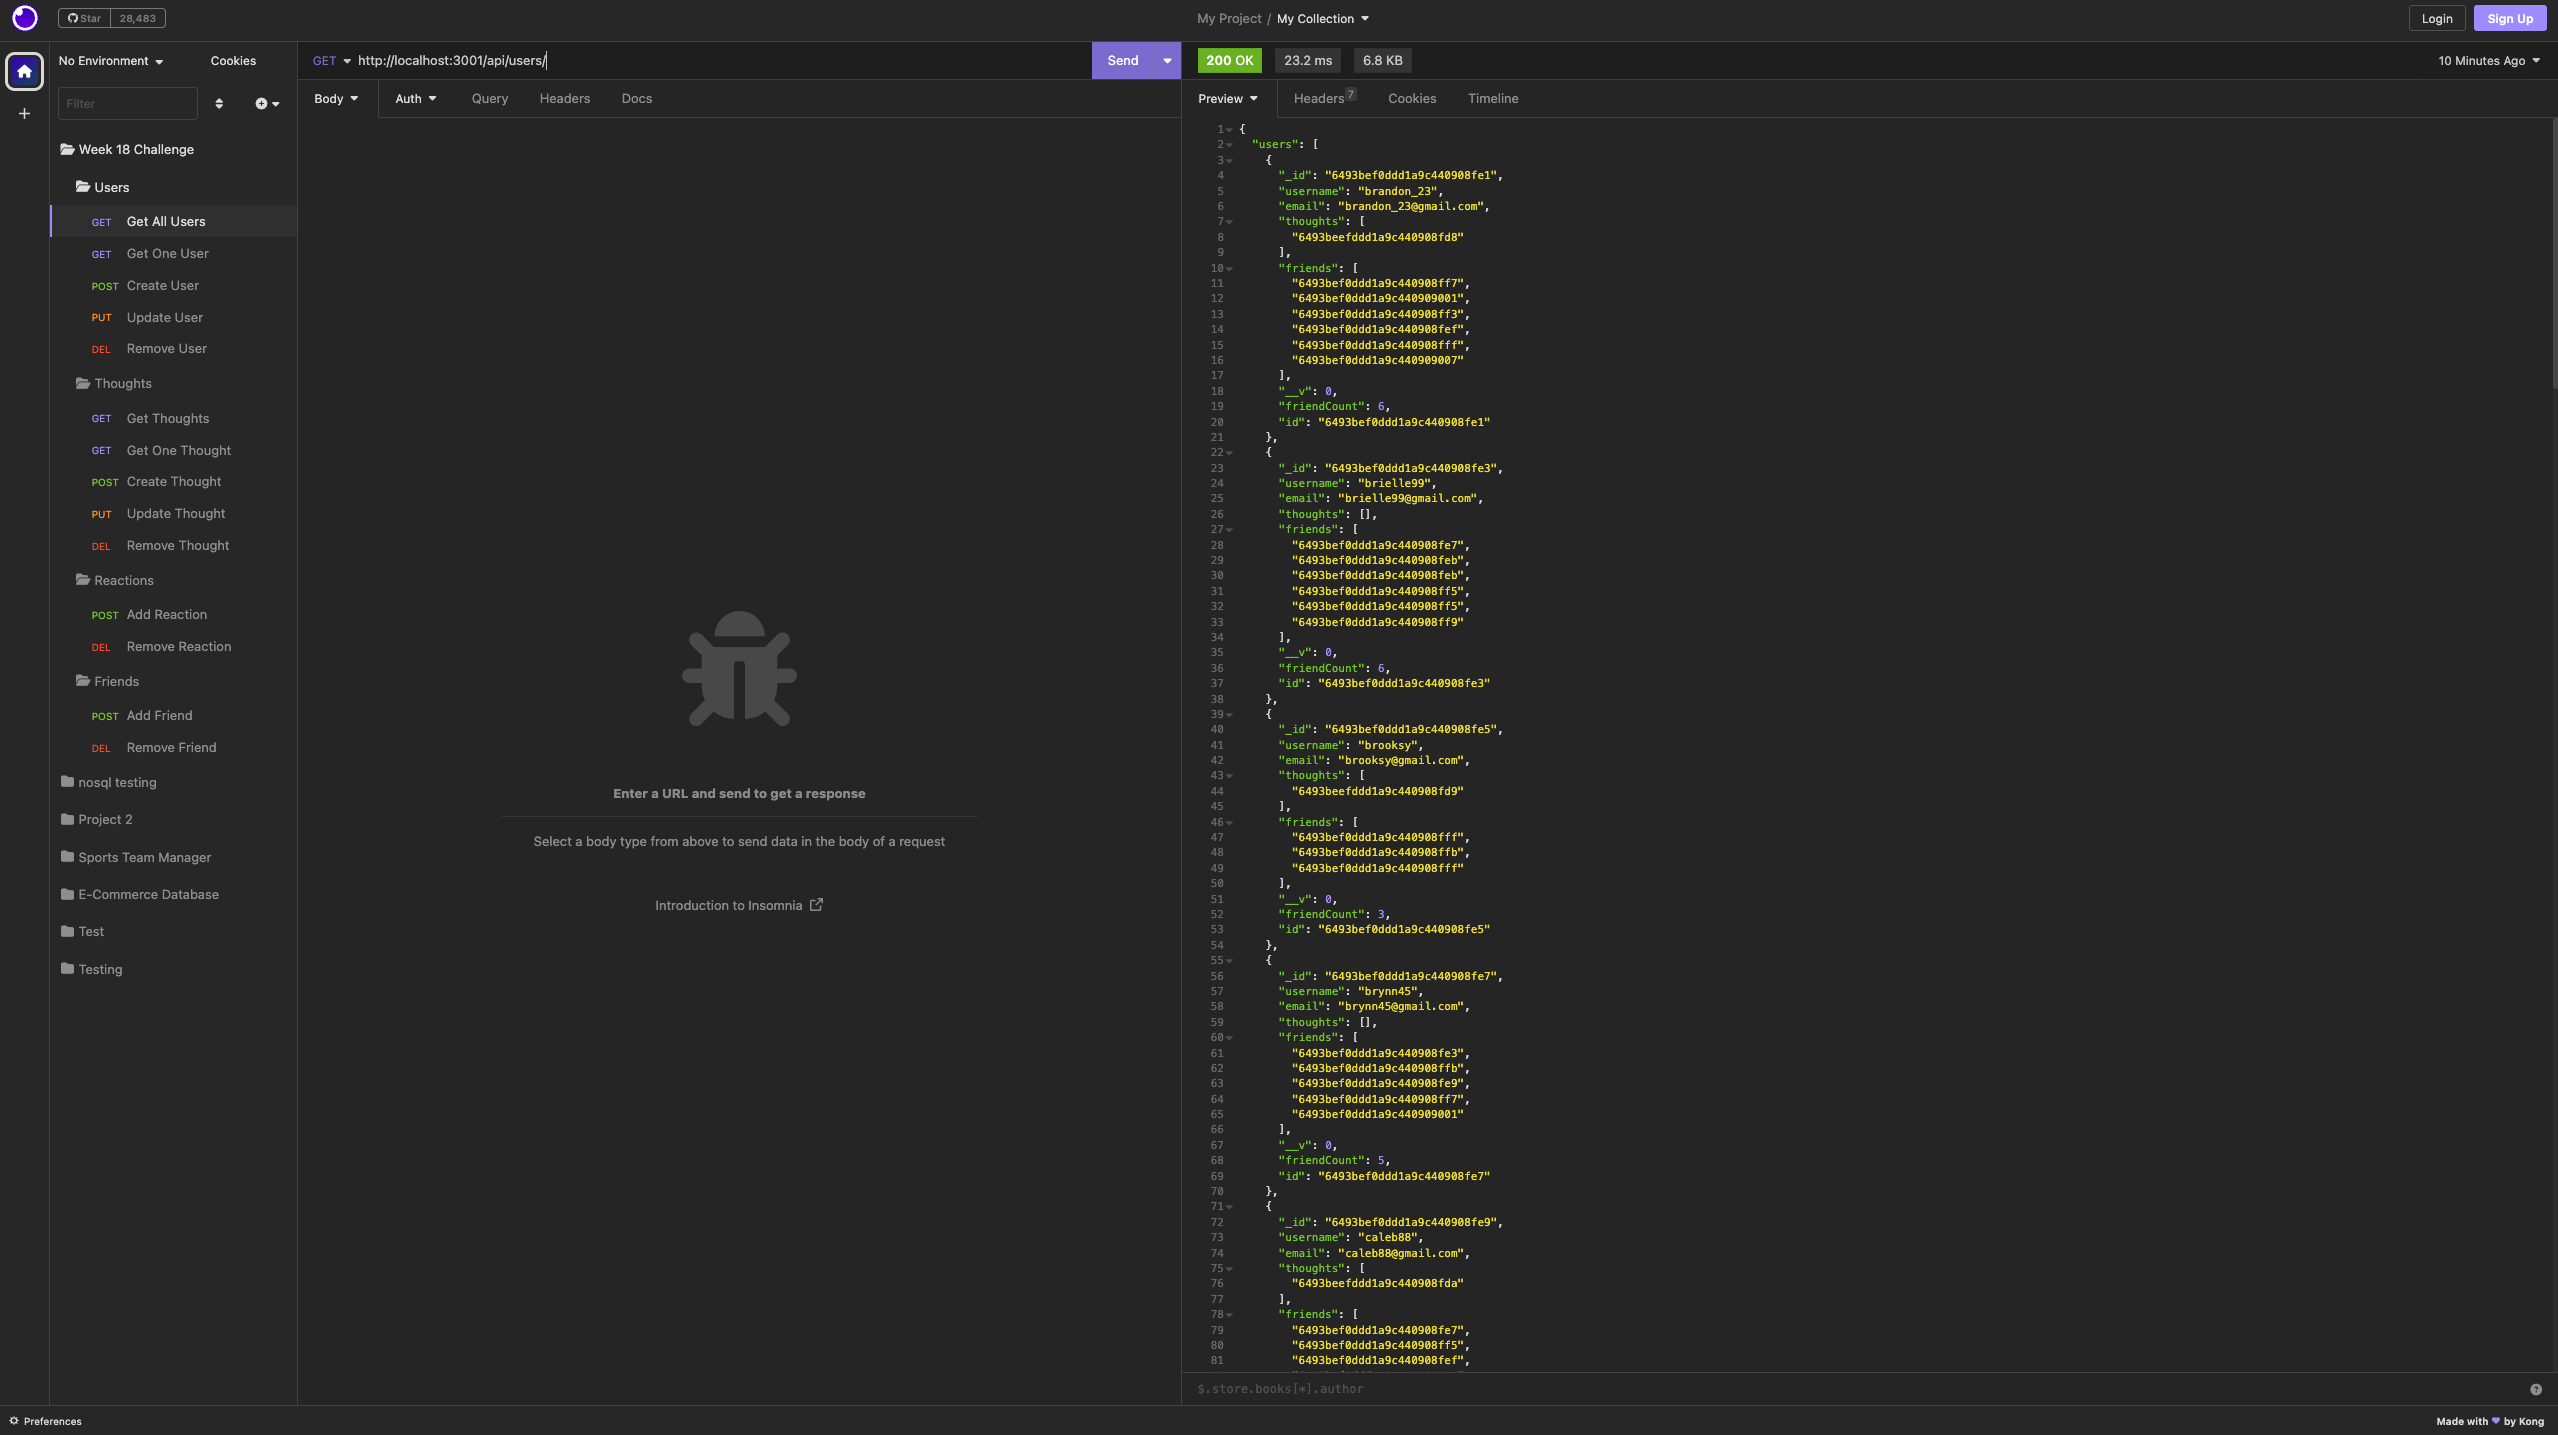 Star 28,483
My Project / My Collection
Login
Sign Up
No Environment
Cookies
GET http://localhost:3001/api/users/
Send
200 OK
23.2 ms
6.8 KB
10 Minutes Ago
Filter
Body
Auth
Query
Headers
Docs
Preview
Headers 7
Cookies
Timeline
Week 18 Challenge
Users
GET Get All Users
GET Get One User
POST Create User
PUT Update User
DEL Remove User
Thoughts
GET Get Thoughts
GET Get One Thought
POST Create Thought
PUT Update Thought
DEL Remove Thought
Reactions
POST Add Reaction
DEL Remove Reaction
Friends
POST Add Friend
DEL Remove Friend
nosql testing
Project 2
Sports Team Manager
E-Commerce Database
Test
Testing
Enter a URL and send to get a response
Select a body type from above to send data in the body of a request
Introduction to Insomnia
1 {
2 "users": [
3 {
4 "_id": "6493bef0ddd1a9c440908fe1",
5 "username": "brandon_23",
6 "email": "brandon_23@gmail.com",
7 "thoughts": [
8 "6493beefddd1a9c440908fd8"
9 ],
10 "friends": [
11 "6493bef0ddd1a9c440908ff7",
12 "6493bef0ddd1a9c440909001",
13 "6493bef0ddd1a9c440908ff3",
14 "6493bef0ddd1a9c440908fef",
15 "6493bef0ddd1a9c440908fff",
16 "6493bef0ddd1a9c440909007"
17 ],
18 "__v": 0,
19 "friendCount": 6,
20 "id": "6493bef0ddd1a9c440908fe1"
21 },
22 {
23 "_id": "6493bef0ddd1a9c440908fe3",
24 "username": "brielle99",
25 "email": "brielle99@gmail.com",
26 "thoughts": [],
27 "friends": [
28 "6493bef0ddd1a9c440908fe7",
29 "6493bef0ddd1a9c440908feb",
30 "6493bef0ddd1a9c440908feb",
31 "6493bef0ddd1a9c440908ff5",
32 "6493bef0ddd1a9c440908ff5",
33 "6493bef0ddd1a9c440908ff9"
34 ],
35 "__v": 0,
36 "friendCount": 6,
37 "id": "6493bef0ddd1a9c440908fe3"
38 },
39 {
40 "_id": "6493bef0ddd1a9c440908fe5",
41 "username": "brooksy",
42 "email": "brooksy@gmail.com",
43 "thoughts": [
44 "6493beefddd1a9c440908fd9"
45 ],
46 "friends": [
47 "6493bef0ddd1a9c440908fff",
48 "6493bef0ddd1a9c440908ffb",
49 "6493bef0ddd1a9c440908fff"
50 ],
51 "__v": 0,
52 "friendCount": 3,
53 "id": "6493bef0ddd1a9c440908fe5"
54 },
55 {
56 "_id": "6493bef0ddd1a9c440908fe7",
57 "username": "brynn45",
58 "email": "brynn45@gmail.com",
59 "thoughts": [],
60 "friends": [
61 "6493bef0ddd1a9c440908fe3",
62 "6493bef0ddd1a9c440908ffb",
63 "6493bef0ddd1a9c440908fe9",
64 "6493bef0ddd1a9c440908ff7",
65 "6493bef0ddd1a9c440909001"
66 ],
67 "__v": 0,
68 "friendCount": 5,
69 "id": "6493bef0ddd1a9c440908fe7"
70 },
71 {
72 "_id": "6493bef0ddd1a9c440908fe9",
73 "username": "caleb88",
74 "email": "caleb88@gmail.com",
75 "thoughts": [
76 "6493beefddd1a9c440908fda"
77 ],
78 "friends": [
79 "6493bef0ddd1a9c440908fe7",
80 "6493bef0ddd1a9c440908ff5",
81 "6493bef0ddd1a9c440908fef",
$.store.books[*].author
Preferences
Made with by Kong